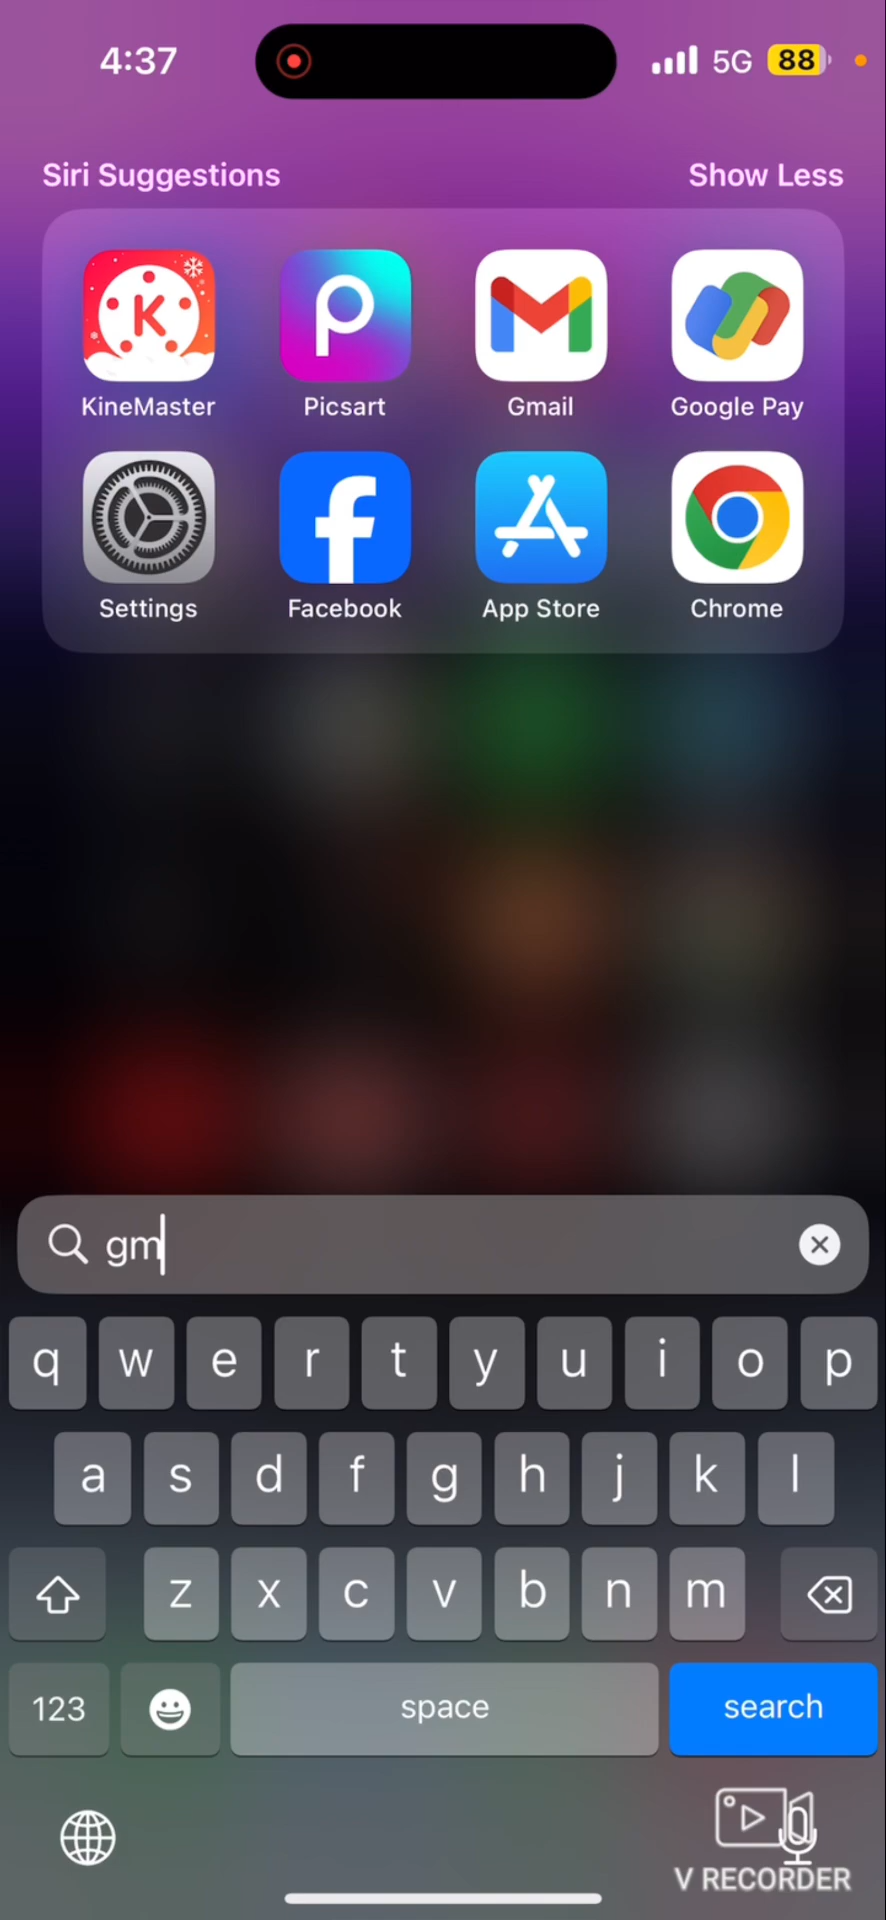 4:37
5G 88
Siri Suggestions Show Less
KineMaster Picsart Gmail Google Pay
Settings Facebook App Store Chrome
gm
q w e r t y u i o p
a s d f g h j k l
z x c v b n m
123 space search
V RECORDER